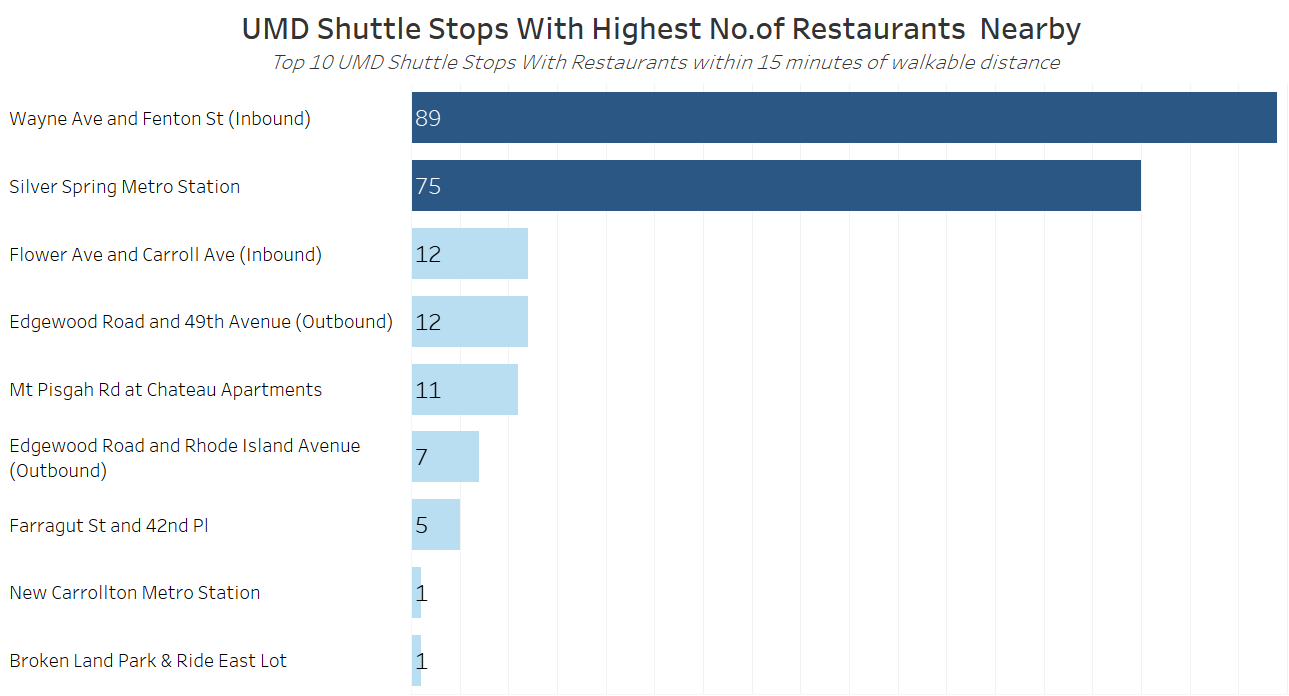 UMD Shuttle Stops With Highest No.of Restaurants  Nearby
Top 10 UMD Shuttle Stops With Restaurants within 15 minutes of walkable distance
Wayne Ave and Fenton St (Inbound) 89
Silver Spring Metro Station 75
Flower Ave and Carroll Ave (Inbound) 12
Edgewood Road and 49th Avenue (Outbound) 12
Mt Pisgah Rd at Chateau Apartments 11
Edgewood Road and Rhode Island Avenue
(Outbound) 7
Farragut St and 42nd Pl 5
New Carrollton Metro Station 1
Broken Land Park & Ride East Lot 1